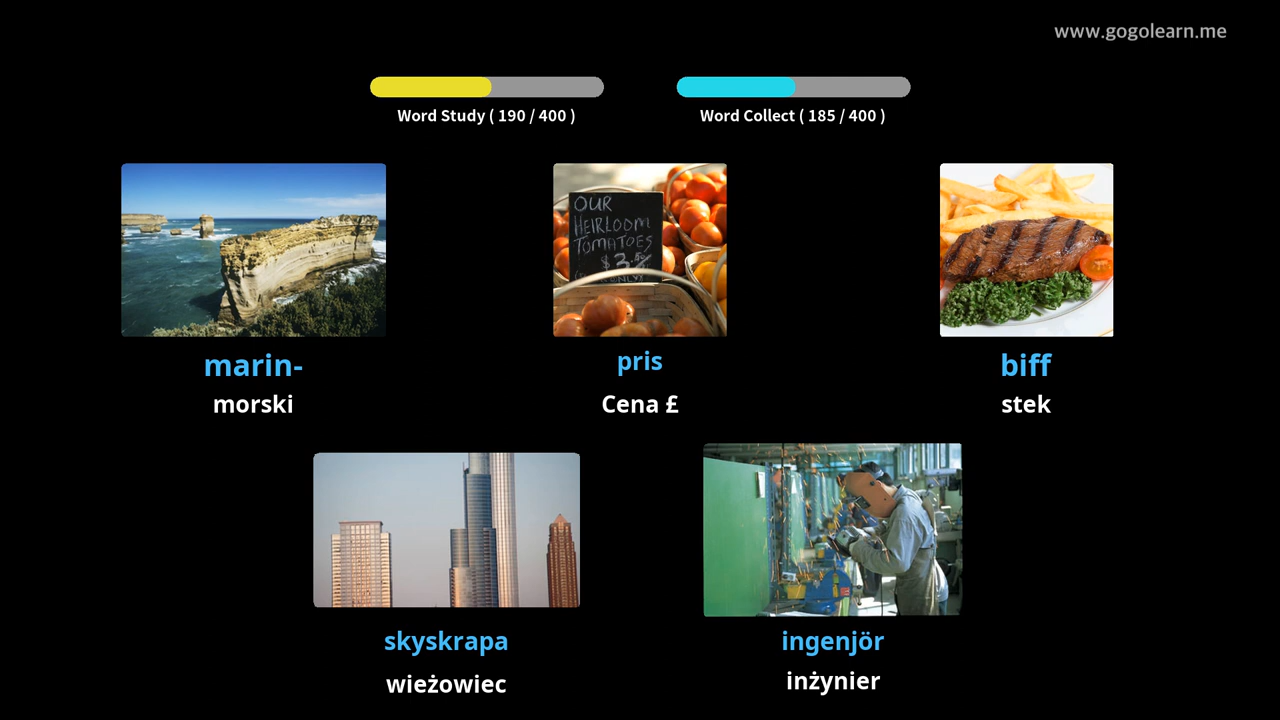 www.gogolearn.me
Word Study ( 190 / 400 )
Word Collect ( 185 / 400 )
OUR
HEIRLOOM
TOMATOES
marin-
morski
pris
Cena £
biff
stek
skyskrapa
wieżowiec
ingenjör
inżynier